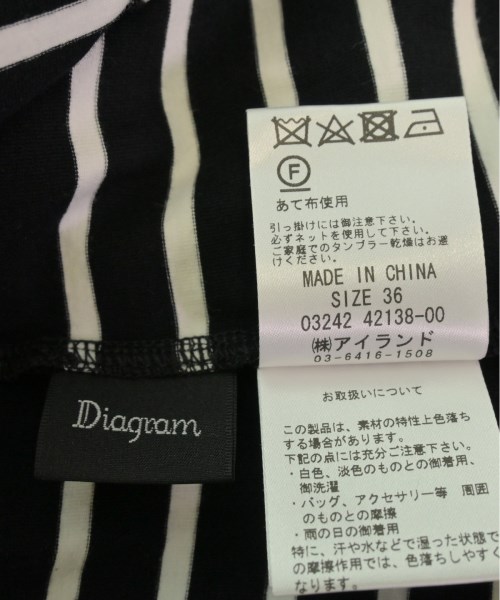 F
あて布使用
引っ掛けには御注意下さい。
必ずネットを使用して下さい。
ご家庭でのタンブラー乾燥はお避
けください。
MADE IN CHINA
SIZE 36
03242 42138-00
㈱アイランド
03-6416-1508
Diagram
お取扱いについて
この製品は、素材の特性上色落ち
する場合があります。
下記の点には充分ご注意下さい。
・白色、淡色のものとの御着用、
御洗濯
・バッグ、アクセサリー等 周囲
のものとの摩擦
・雨の日の御着用
特に、汗や水などで湿った状態で
の摩擦作用では、色落ちしやすく
なります。